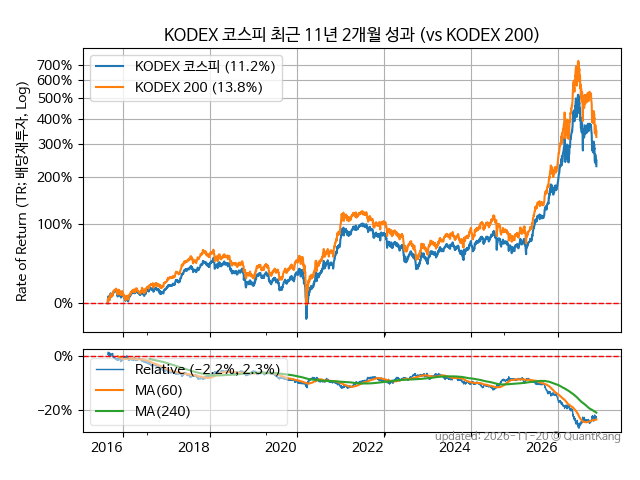 KODEX 코스피 최근 11년 2개월 성과 (vs KODEX 200)
Rate of Return (TR; 배당재투자, Log)
700%
600%
500%
400%
300%
200%
100%
0%
KODEX 코스피 (11.2%)
KODEX 200 (13.8%)
0%
−20%
Relative (−2.2%, 2.3%)
MA(60)
MA(240)
2016 2018 2020 2022 2024 2026
updated: 2026-11-20 © QuantKang